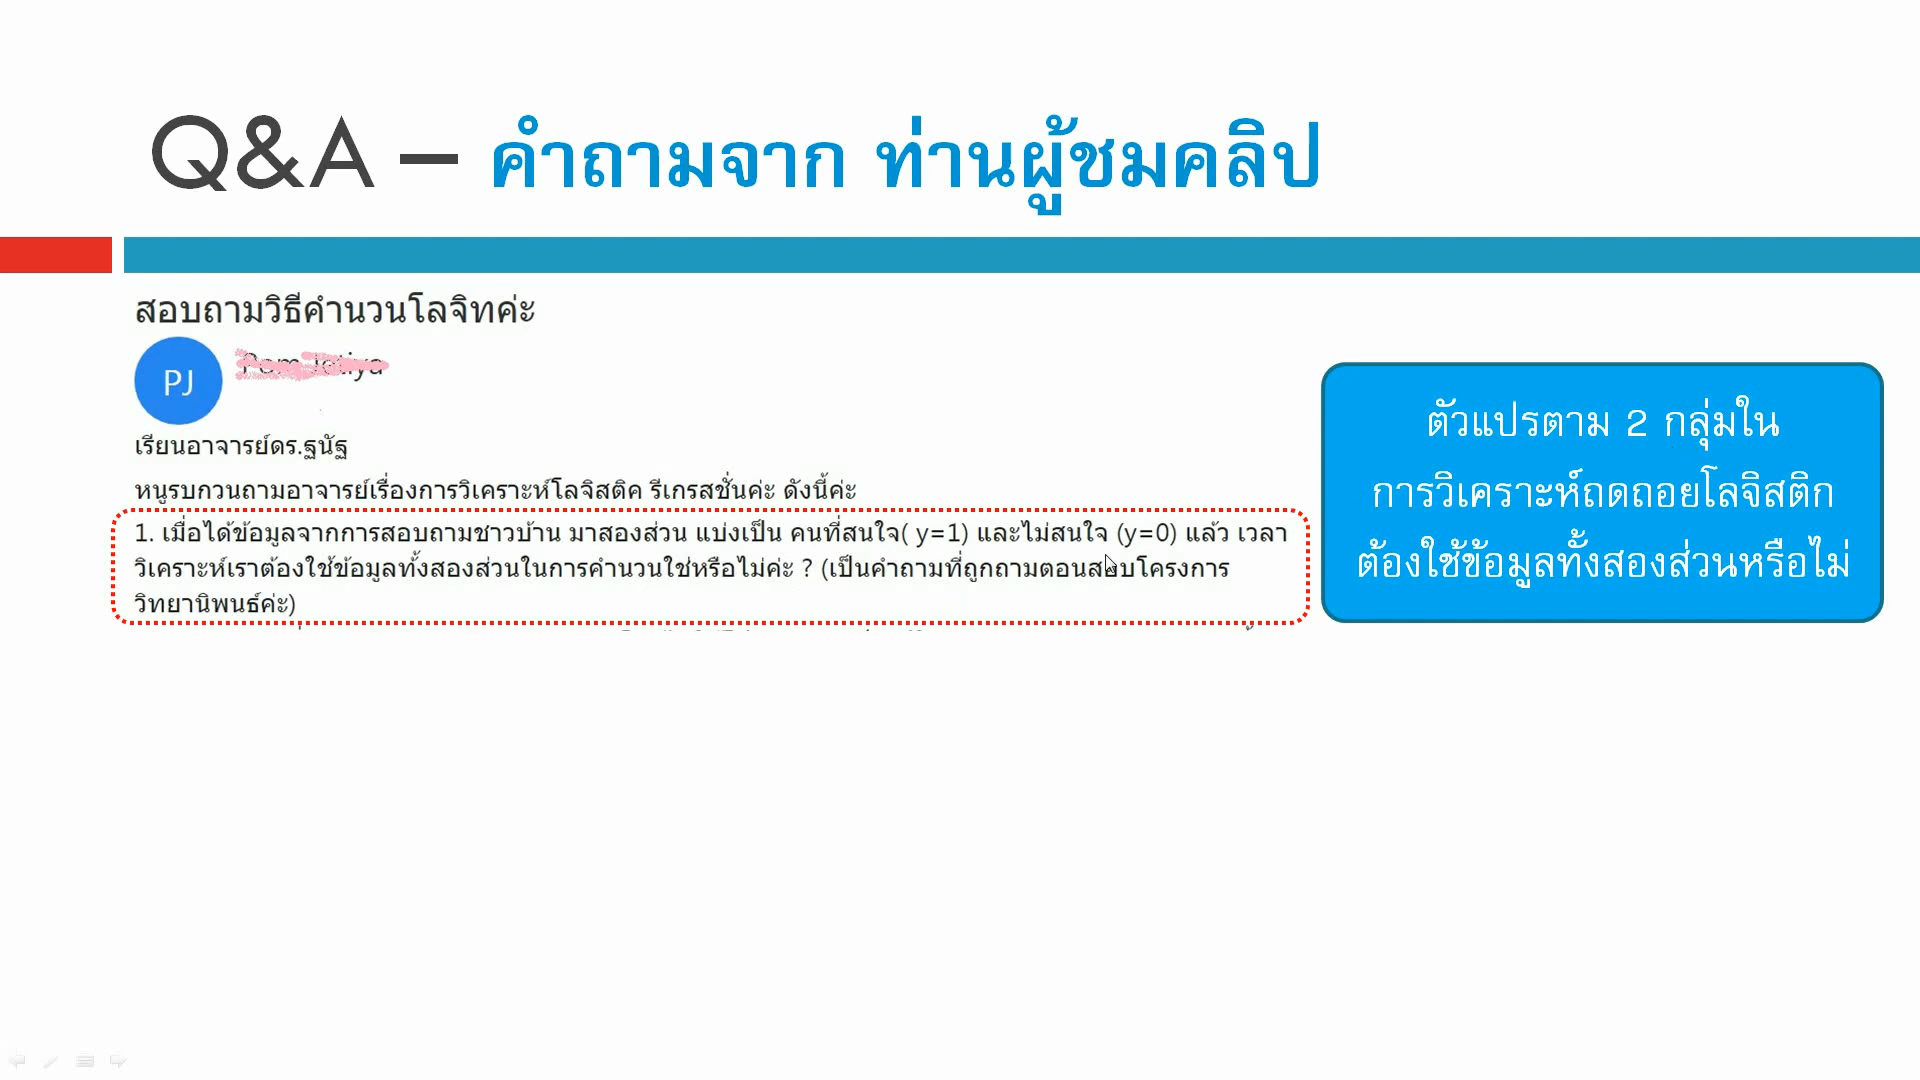 Q&A – คำถามจาก ท่านผู้ชมคลิป
สอบถามวิธีคำนวนโลจิทค่ะ
PJ
เรียนอาจารย์ดร.ฐนัฐ
หนูรบกวนถามอาจารย์เรื่องการวิเคราะห์โลจิสติค รีเกรสชั่นค่ะ ดังนี้ค่ะ
1. เมื่อได้ข้อมูลจากการสอบถามชาวบ้าน มาสองส่วน แบ่งเป็น คนที่สนใจ( y=1) และไม่สนใจ (y=0) แล้ว เวลา
วิเคราะห์เราต้องใช้ข้อมูลทั้งสองส่วนในการคำนวนใช่หรือไม่ค่ะ ? (เป็นคำถามที่ถูกถามตอนสอบโครงการ
วิทยานิพนธ์ค่ะ)
ตัวแปรตาม 2 กลุ่มใน
การวิเคราะห์ถดถอยโลจิสติก
ต้องใช้ข้อมูลทั้งสองส่วนหรือไม่